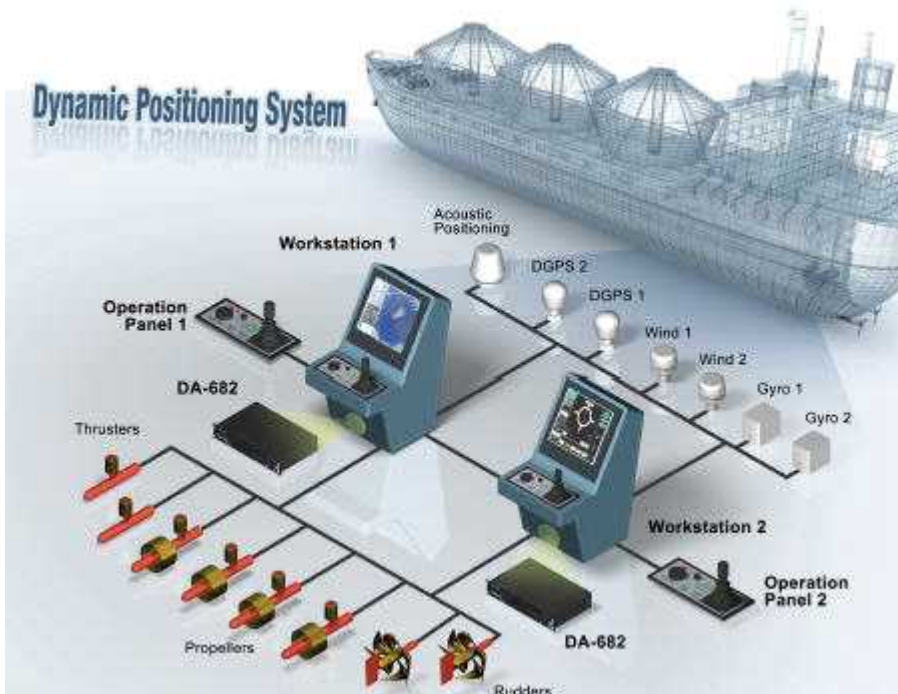 Dynamic Positioning System
Acoustic
Positioning
Workstation 1
DGPS 2
DGPS 1
Operation
Panel 1
Wind 1
Wind 2
DA-682
Gyro 1
Gyro 2
Thrusters
Workstation 2
Operation
Panel 2
Propellers
DA-682
Rudders